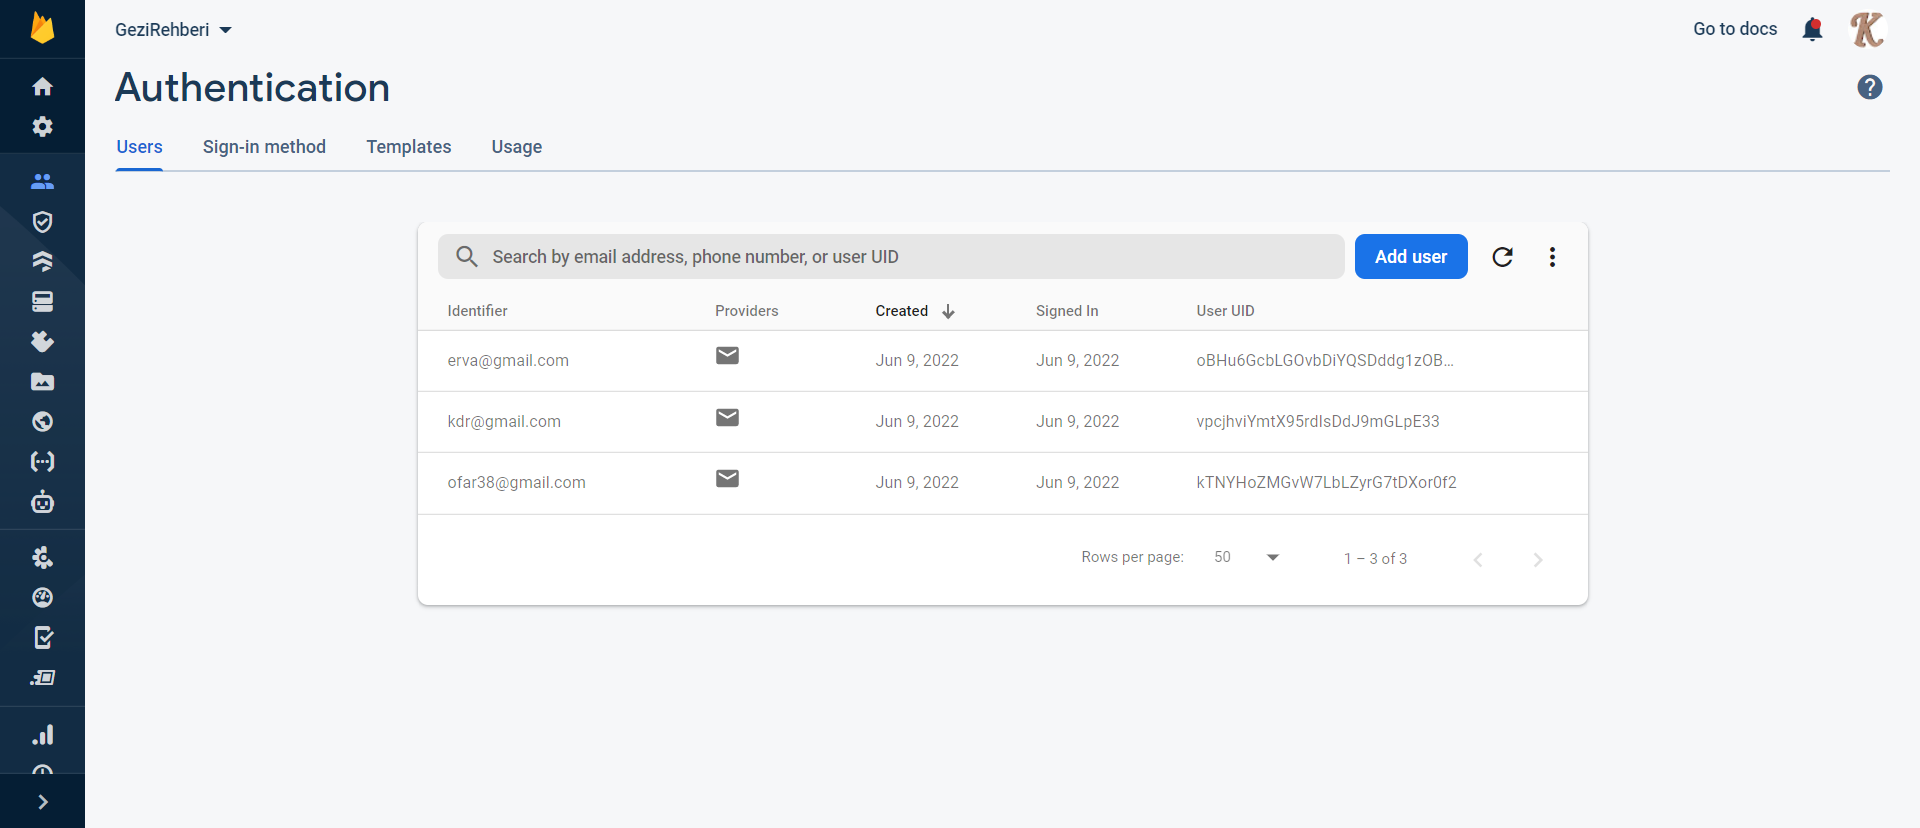 GeziRehberi
Go to docs
K
Authentication
?
Users Sign-in method Templates Usage
Search by email address, phone number, or user UID
Add user
Identifier Providers Created Signed In User UID
erva@gmail.com Jun 9, 2022 Jun 9, 2022 oBHu6GcbLGOvbDiYQSDddg1zOB...
kdr@gmail.com Jun 9, 2022 Jun 9, 2022 vpcjhviYmtX95rdIsDdJ9mGLpE33
ofar38@gmail.com Jun 9, 2022 Jun 9, 2022 kTNYHoZMGvW7LbLZyrG7tDXor0f2
Rows per page: 50 1 – 3 of 3